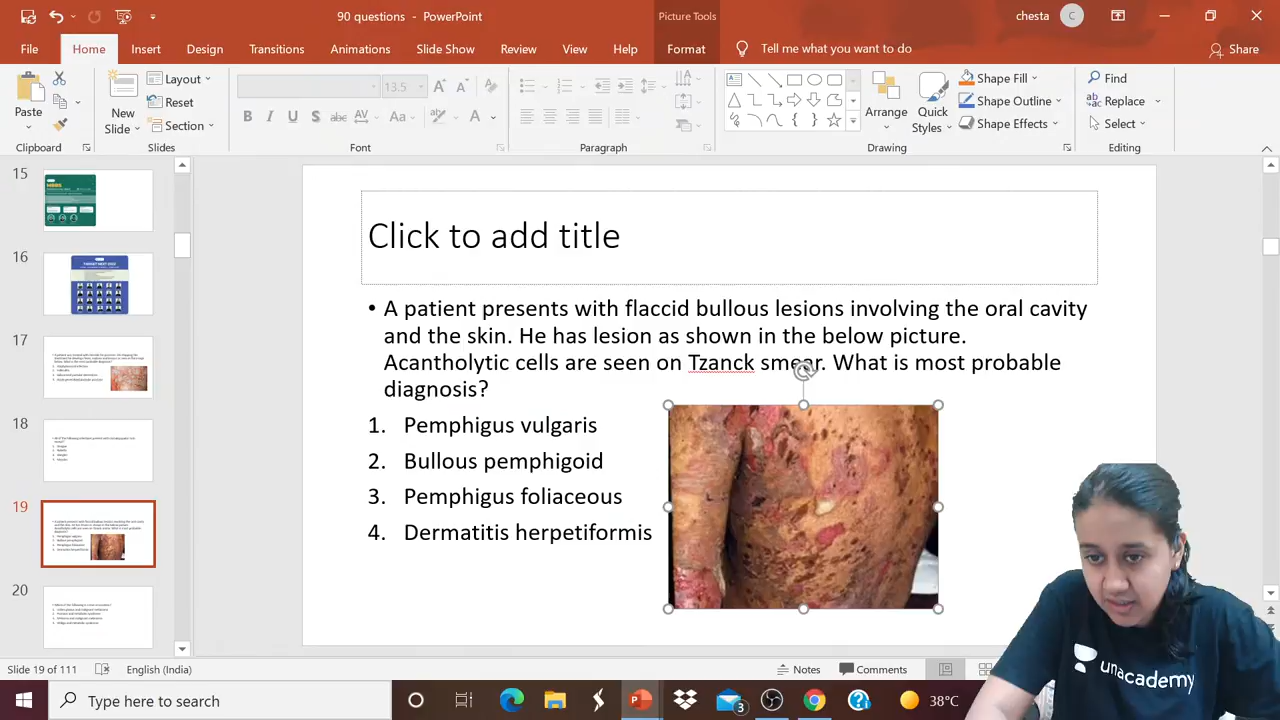 90 questions - PowerPoint
Picture Tools
chesta
C
File
Home
Insert
Design
Transitions
Animations
Slide Show
Review
View
Help
Format
Tell me what you want to do
Share
Paste
Clipboard
New
Slide
Layout
Reset
Section
Slides
13.5
B I U S abc AV Aa A
Font
Paragraph
Arrange
Quick
Styles
Shape Fill
Shape Outline
Shape Effects
Drawing
Find
Replace
Select
Editing
15
16
17
18
19
20
Click to add title
• A patient presents with flaccid bullous lesions involving the oral cavity
and the skin. He has lesion as shown in the below picture.
Acantholytic cells are seen on Tzanck smear. What is most probable
diagnosis?
1. Pemphigus vulgaris
2. Bullous pemphigoid
3. Pemphigus foliaceous
4. Dermatitis herpetiformis
unacademy
Slide 19 of 111
English (India)
Notes
Comments
Type here to search
3
38°C